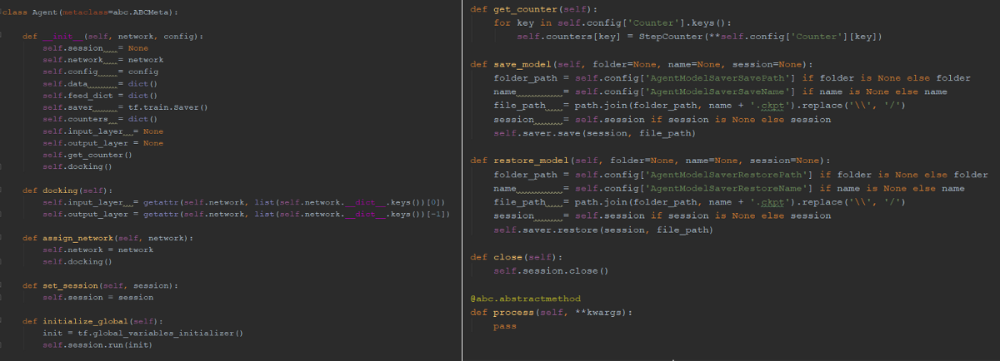 class Agent(metaclass=abc.ABCMeta):
    def __init__(self, network, config):
        self.session      = None
        self.network      = network
        self.config       = config
        self.data         = dict()
        self.feed_dict = dict()
        self.saver        = tf.train.Saver()
        self.counters     = dict()
        self.input_layer  = None
        self.output_layer = None
        self.get_counter()
        self.docking()
    def docking(self):
        self.input_layer  = getattr(self.network, list(self.network.__dict__.keys())[0])
        self.output_layer = getattr(self.network, list(self.network.__dict__.keys())[-1])
    def assign_network(self, network):
        self.network = network
        self.docking()
    def set_session(self, session):
        self.session = session
    def initialize_global(self):
        init = tf.global_variables_initializer()
        self.session.run(init)
    def get_counter(self):
        for key in self.config['Counter'].keys():
            self.counters[key] = StepCounter(**self.config['Counter'][key])
    def save_model(self, folder=None, name=None, session=None):
        folder_path = self.config['AgentModelSaverSavePath'] if folder is None else folder
        name        = self.config['AgentModelSaverSaveName'] if name is None else name
        file_path   = path.join(folder_path, name + '.ckpt').replace('\\', '/')
        session     = self.session if session is None else session
        self.saver.save(session, file_path)
    def restore_model(self, folder=None, name=None, session=None):
        folder_path = self.config['AgentModelSaverRestorePath'] if folder is None else folder
        name        = self.config['AgentModelSaverRestoreName'] if name is None else name
        file_path   = path.join(folder_path, name + '.ckpt').replace('\\', '/')
        session     = self.session if session is None else session
        self.saver.restore(session, file_path)
    def close(self):
        self.session.close()
    @abc.abstractmethod
    def process(self, **kwargs):
        pass